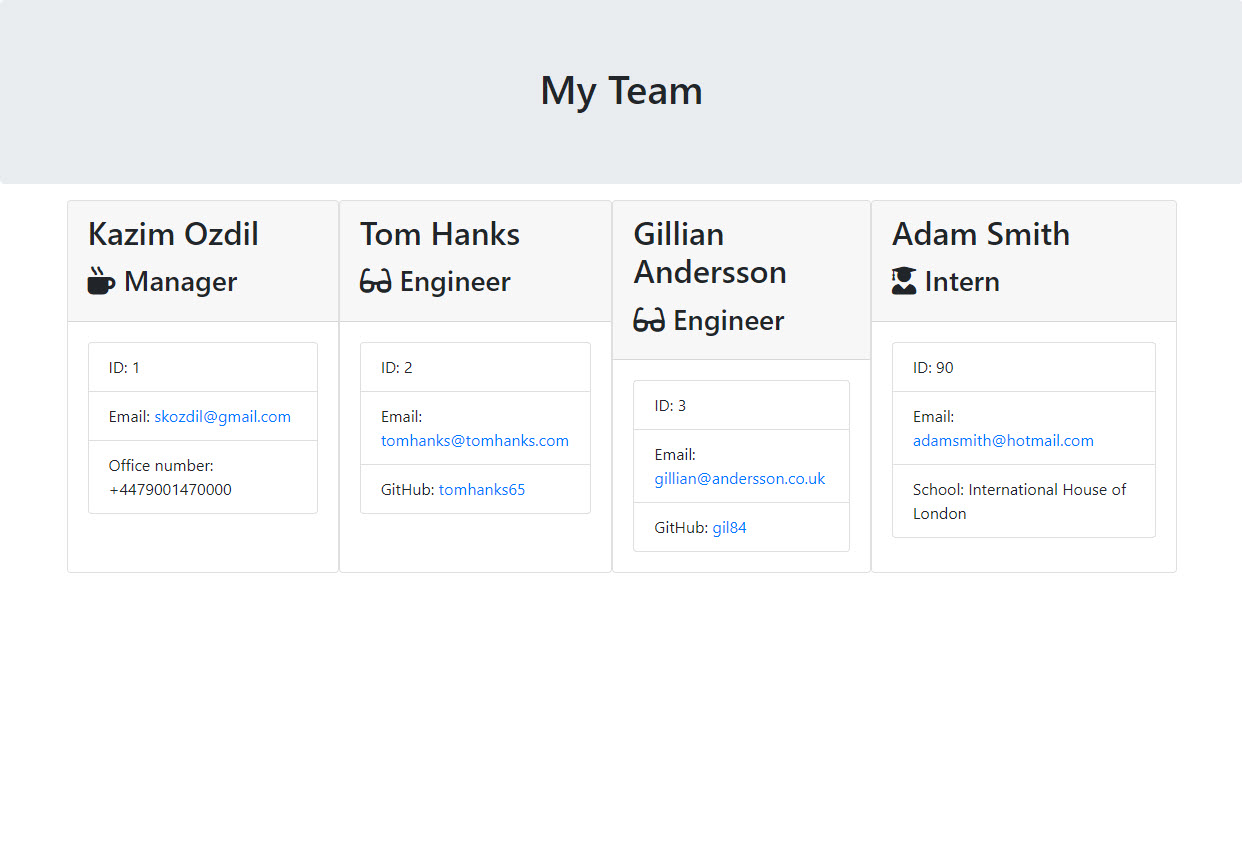 My Team
Kazim Ozdil
Manager
ID: 1
Email: skozdil@gmail.com
Office number:
+4479001470000
Tom Hanks
Engineer
ID: 2
Email:
tomhanks@tomhanks.com
GitHub: tomhanks65
Gillian
Andersson
Engineer
ID: 3
Email:
gillian@andersson.co.uk
GitHub: gil84
Adam Smith
Intern
ID: 90
Email:
adamsmith@hotmail.com
School: International House of
London